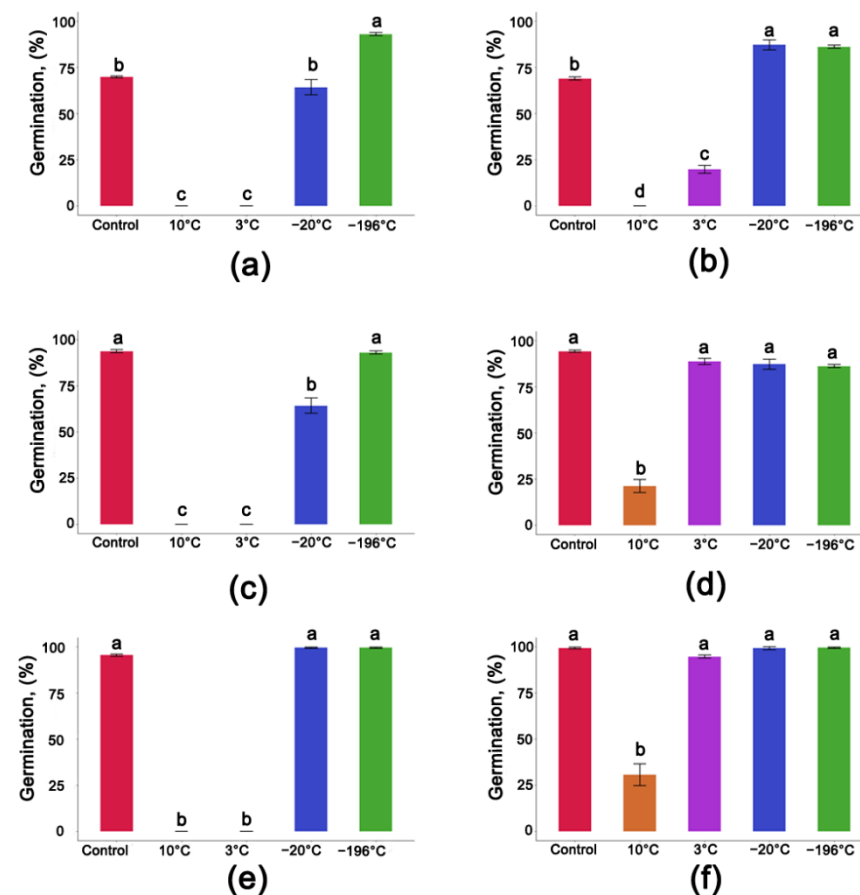 100
75
50
25
0
Germination, (%)
b
c
c
b
a
Control 10°C 3°C −20°C −196°C
(a)
100
75
50
25
0
Germination, (%)
b
d
c
a
a
Control 10°C 3°C −20°C −196°C
(b)
100
75
50
25
0
Germination, (%)
a
c
c
b
a
Control 10°C 3°C −20°C −196°C
(c)
100
75
50
25
0
Germination, (%)
a
b
a
a
a
Control 10°C 3°C −20°C −196°C
(d)
100
75
50
25
0
Germination, (%)
a
b
b
a
a
Control 10°C 3°C −20°C −196°C
(e)
100
75
50
25
0
Germination, (%)
a
b
a
a
a
Control 10°C 3°C −20°C −196°C
(f)